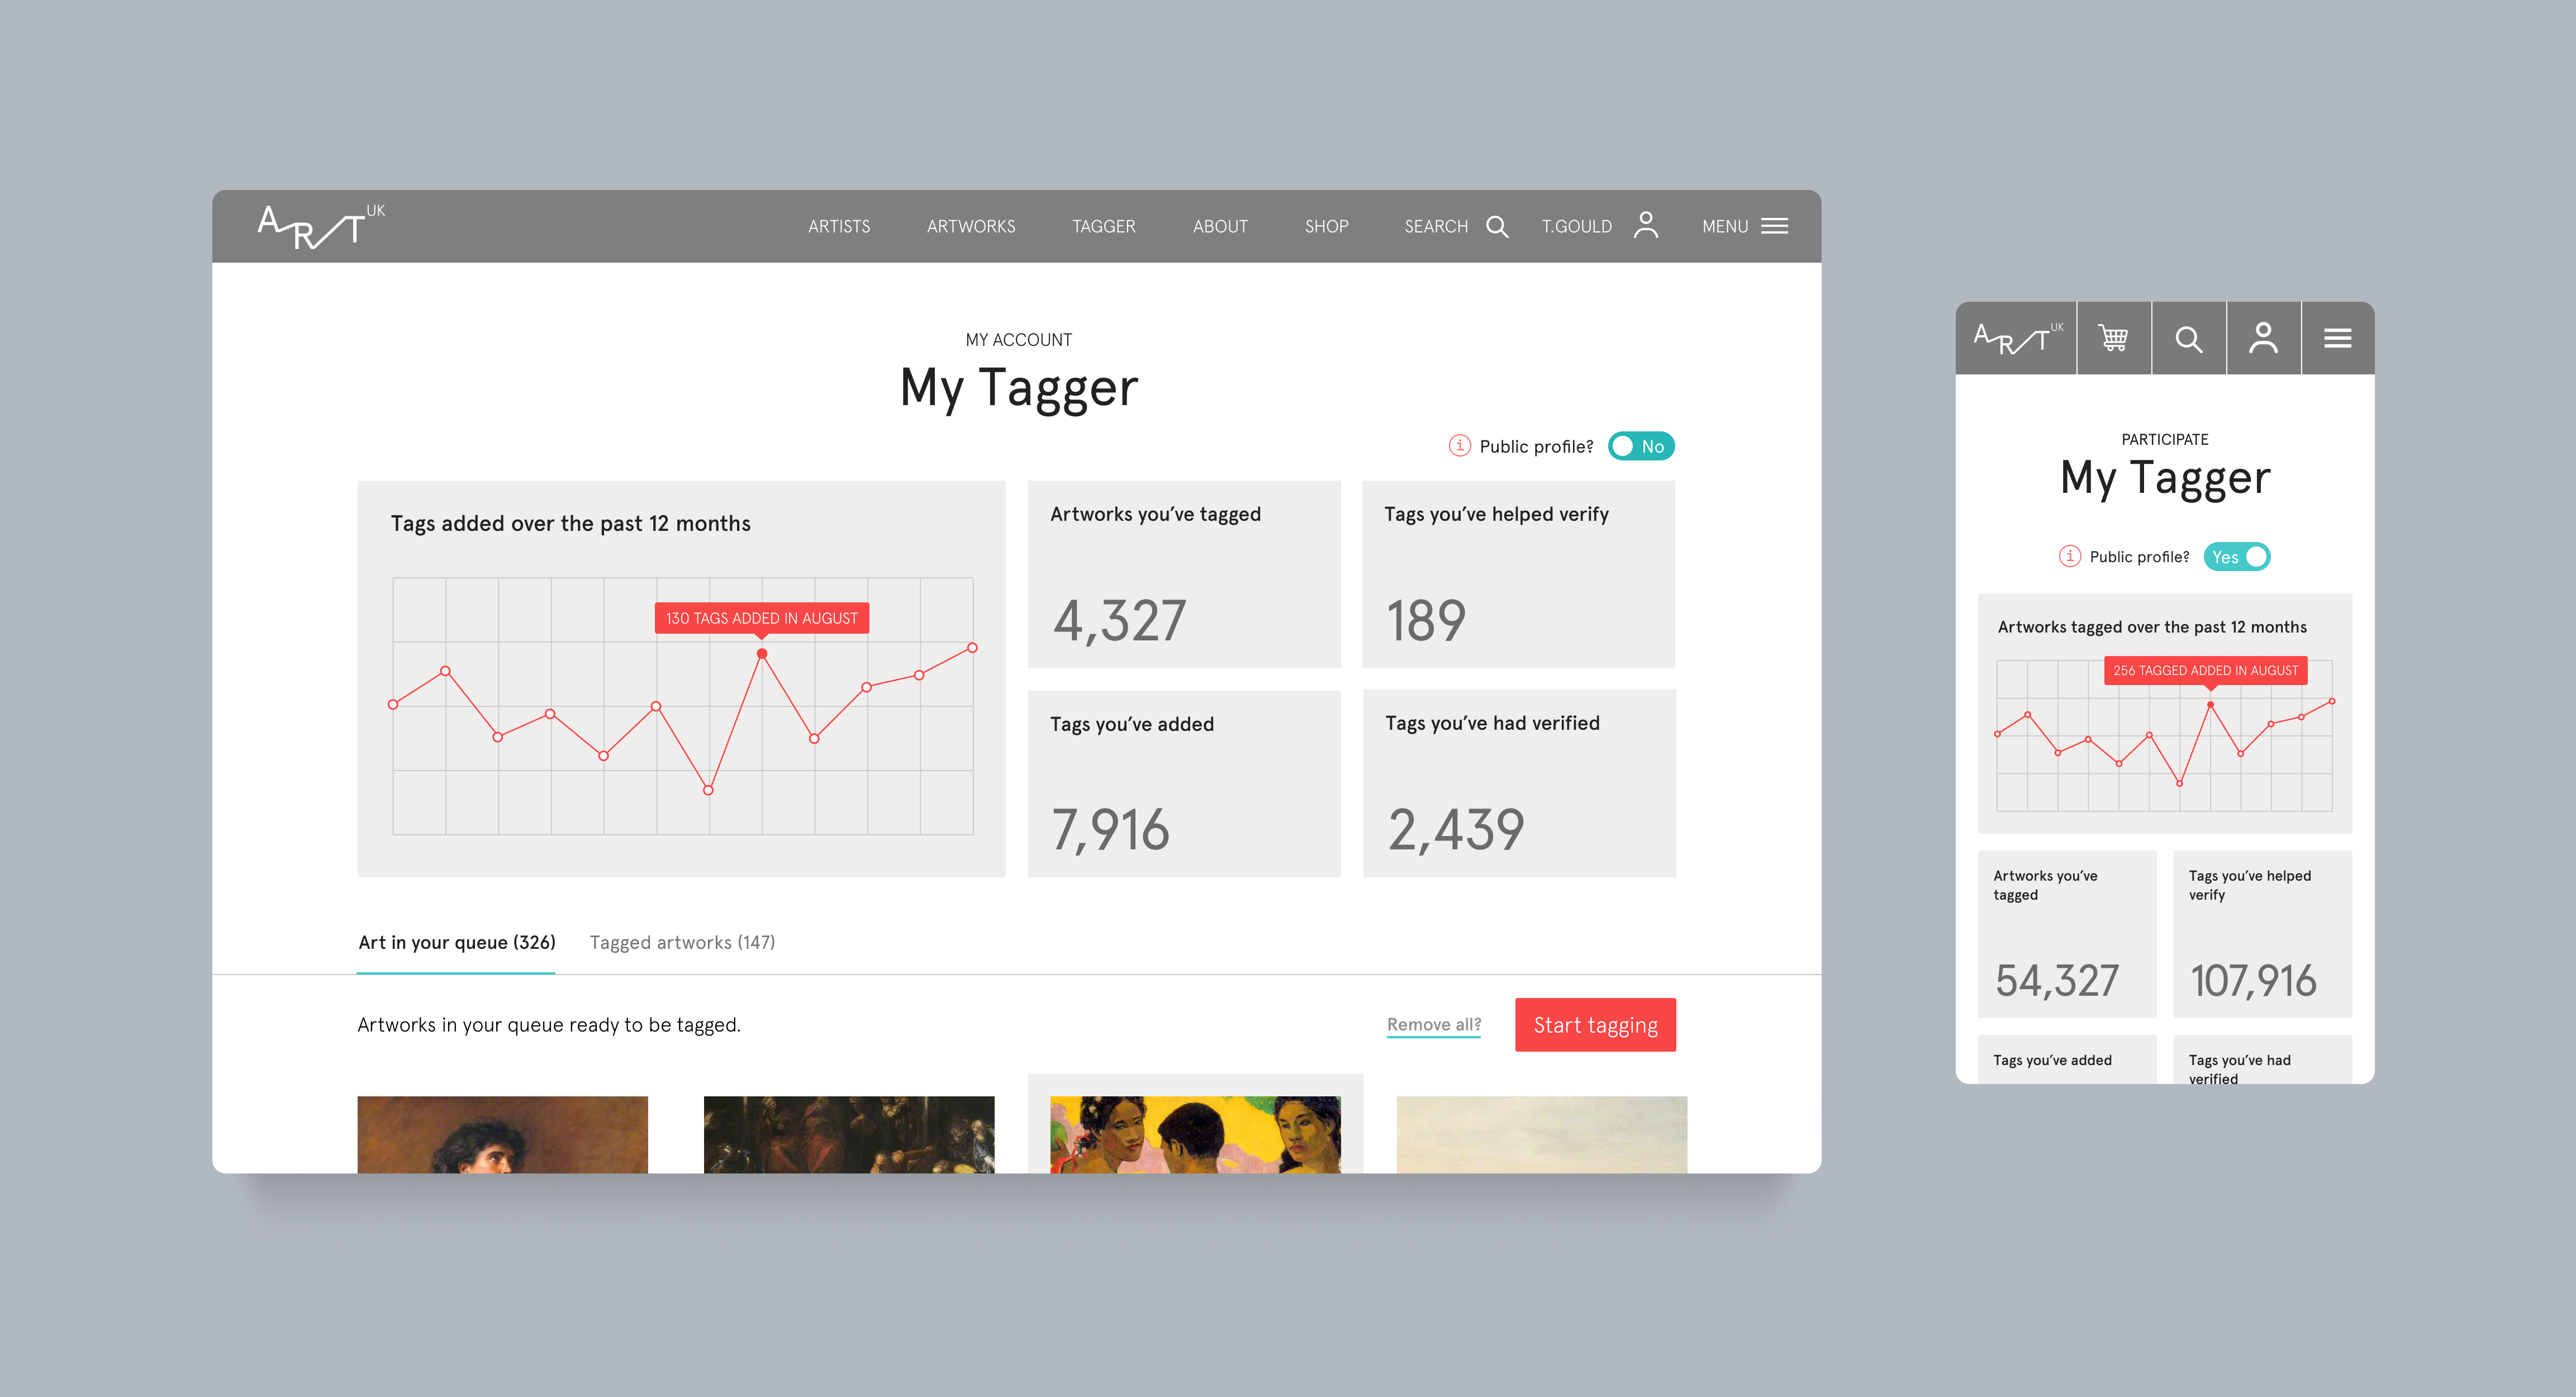 ART UK
ARTISTS ARTWORKS TAGGER ABOUT SHOP SEARCH T.GOULD MENU
MY ACCOUNT
My Tagger
Public profile? No
Tags added over the past 12 months
130 TAGS ADDED IN AUGUST
Artworks you’ve tagged
4,327
Tags you’ve helped verify
189
Tags you’ve added
7,916
Tags you’ve had verified
2,439
Art in your queue (326) Tagged artworks (147)
Artworks in your queue ready to be tagged.
Remove all? Start tagging
ART UK
PARTICIPATE
My Tagger
Public profile? Yes
Artworks tagged over the past 12 months
256 TAGGED ADDED IN AUGUST
Artworks you’ve
tagged
54,327
Tags you’ve helped
verify
107,916
Tags you’ve added
Tags you’ve had
verified